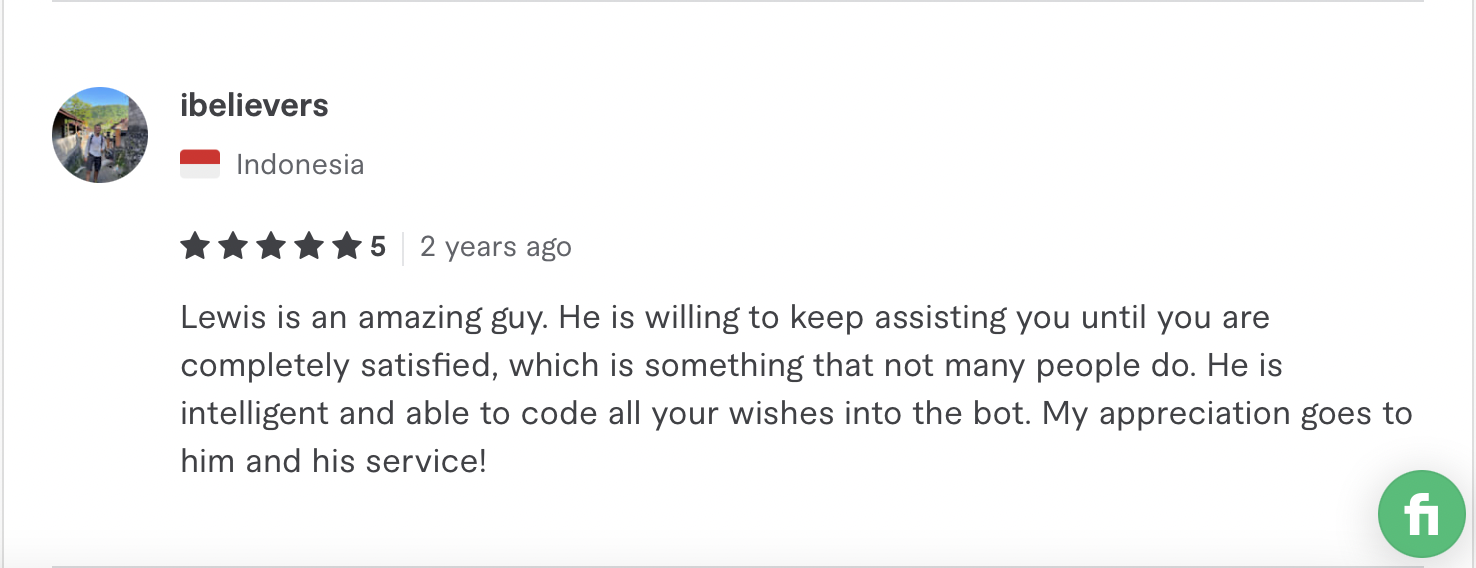 ibelievers
Indonesia
5 2 years ago
Lewis is an amazing guy. He is willing to keep assisting you until you are
completely satisfied, which is something that not many people do. He is
intelligent and able to code all your wishes into the bot. My appreciation goes to
him and his service!
fi